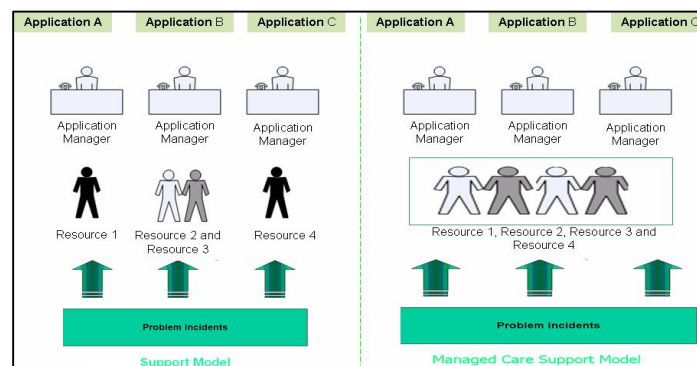 Application A
Application B
Application C
Application
Manager
Application
Manager
Application
Manager
Resource 1
Resource 2 and
Resource 3
Resource 4
Problem Incidents
Support Model
Application A
Application B
Application C
Application
Manager
Application
Manager
Application
Manager
Resource 1, Resource 2, Resource 3 and
Resource 4
Problem Incidents
Managed Care Support Model